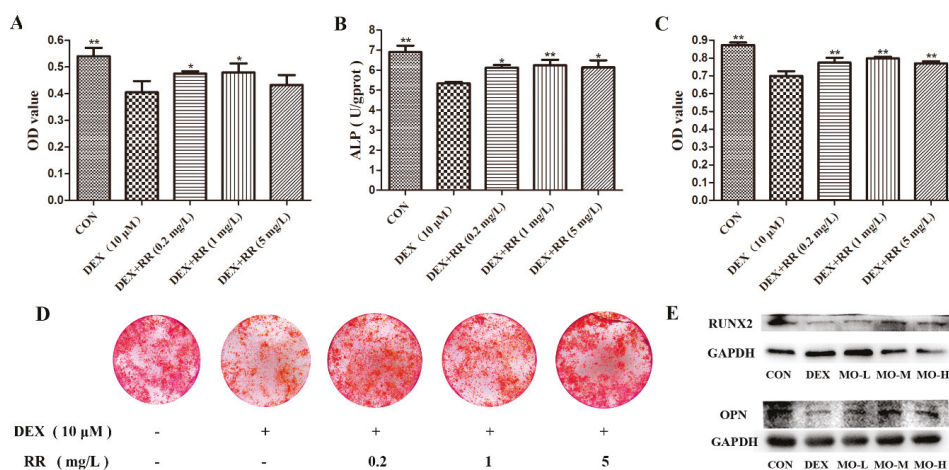 A
OD value
0.6
0.5
0.4
0.3
0.2
0.1
0.0
**
*
*
CON
DEX (10 μM)
DEX+RR (0.2 mg/L)
DEX+RR (1 mg/L)
DEX+RR (5 mg/L)
B
ALP ( U/gprot )
8
7
6
5
4
3
2
1
0
**
*
**
*
CON
DEX (10 μM)
DEX+RR (0.2 mg/L)
DEX+RR (1 mg/L)
DEX+RR (5 mg/L)
C
OD value
0.9
0.8
0.7
0.6
0.5
0.4
0.3
0.2
0.1
0.0
**
**
**
**
CON
DEX (10 μM)
DEX+RR (0.2 mg/L)
DEX+RR (1 mg/L)
DEX+RR (5 mg/L)
D
DEX ( 10 μM ) - + + + +
RR ( mg/L) - - 0.2 1 5
E
RUNX2
GAPDH
CON DEX MO-L MO-M MO-H
OPN
GAPDH
CON DEX MO-L MO-M MO-H